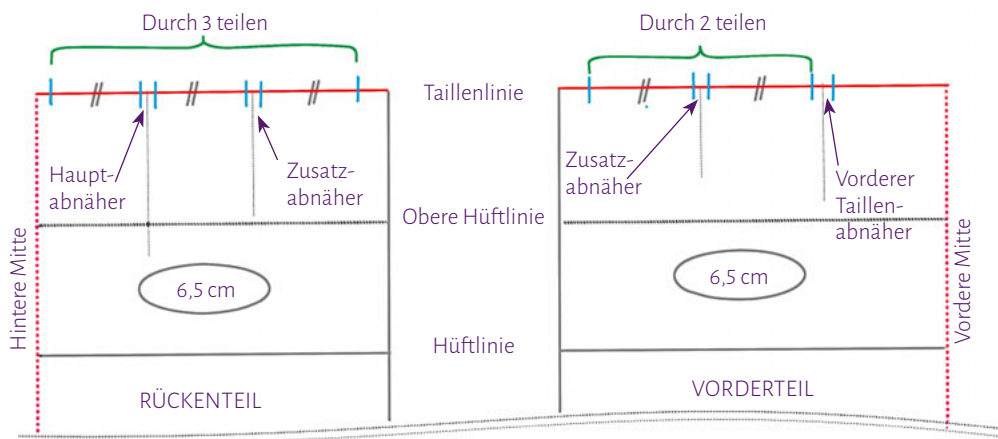 Durch 3 teilen
Durch 2 teilen
Taillenlinie
Haupt-
abnäher
Zusatz-
abnäher
Zusatz-
abnäher
Vorderer
Taillen-
abnäher
Obere Hüftlinie
Hintere Mitte
6,5 cm
6,5 cm
Vordere Mitte
Hüftlinie
RÜCKENTEIL
VORDERTEIL